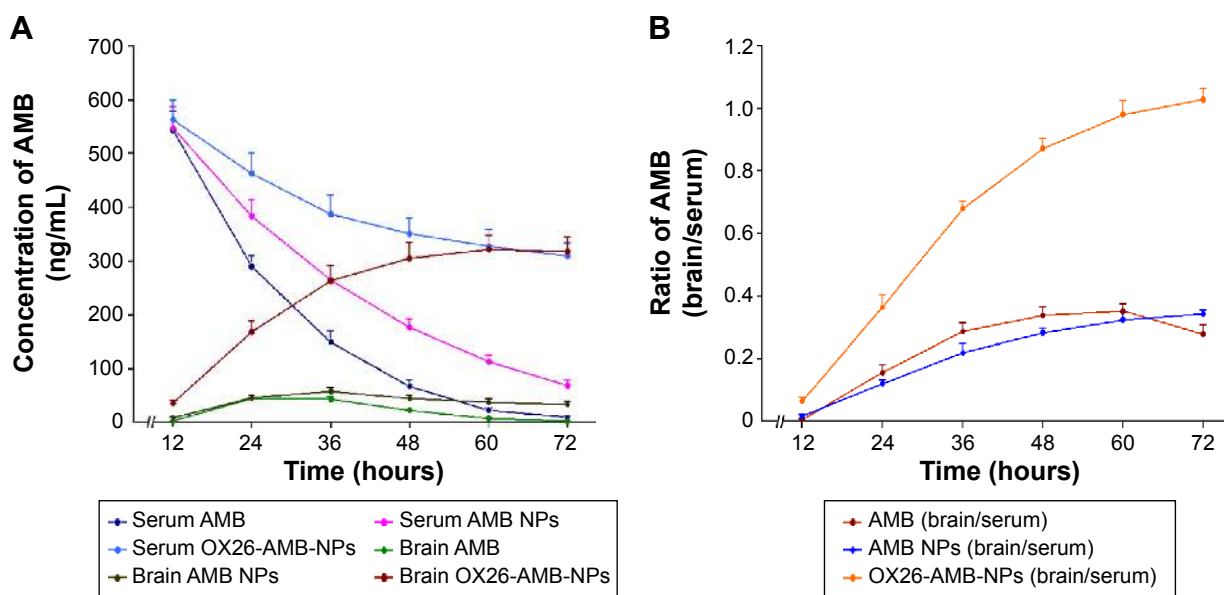 A
Concentration of AMB
(ng/mL)
700
600
500
400
300
200
100
0
12 24 36 48 60 72
Time (hours)
Serum AMB
Serum AMB NPs
Serum OX26-AMB-NPs
Brain AMB
Brain AMB NPs
Brain OX26-AMB-NPs
B
Ratio of AMB
(brain/serum)
1.2
1.0
0.8
0.6
0.4
0.2
0
12 24 36 48 60 72
Time (hours)
AMB (brain/serum)
AMB NPs (brain/serum)
OX26-AMB-NPs (brain/serum)